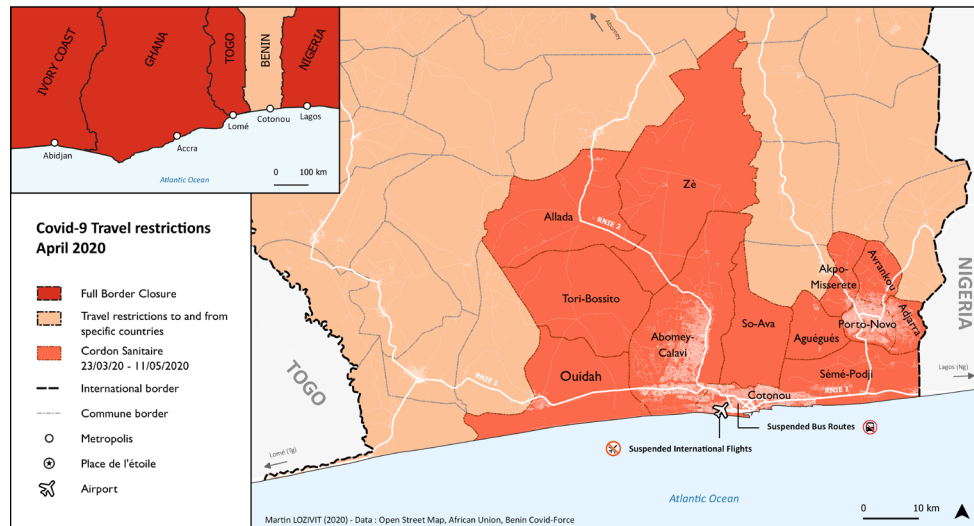 IVORY COAST
GHANA
TOGO
BENIN
NIGERIA
Abidjan
Accra
Lomé
Cotonou
Lagos
Atlantic Ocean
0 100 km
Covid-9 Travel restrictions
April 2020
Full Border Closure
Travel restrictions to and from
specific countries
Cordon Sanitaire
23/03/20 - 11/05/2020
International border
Commune border
Metropolis
Place de l'étoile
Airport
Abomey
Zè
Allada
RNIE 2
Tori-Bossito
Abomey-
Calavi
So-Ava
Akpo-
Misserete
Avrankou
Adjarra
Porto-Novo
Aguégués
Sémé-Podji
Ouidah
RNIE 1
RNIE 1
Cotonou
TOGO
NIGERIA
Lagos (Ng)
Lomé (Tg)
Suspended Bus Routes
Suspended International Flights
Atlantic Ocean
0 10 km
Martin LOZIVIT (2020) - Data : Open Street Map, African Union, Benin Covid-Force